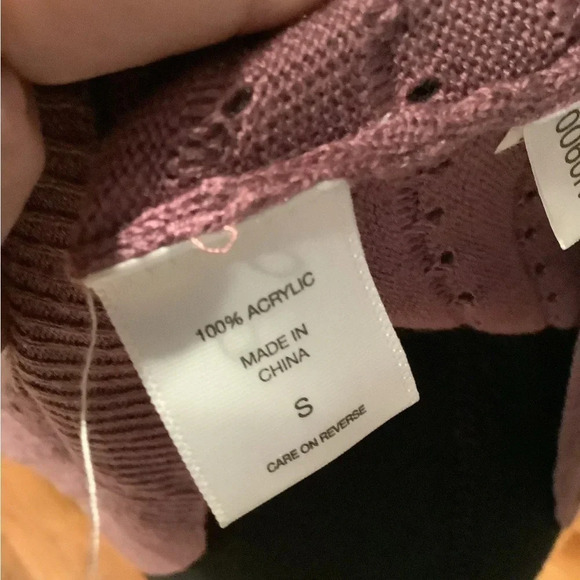 100% ACRYLIC
MADE IN
CHINA
S
CARE ON REVERSE